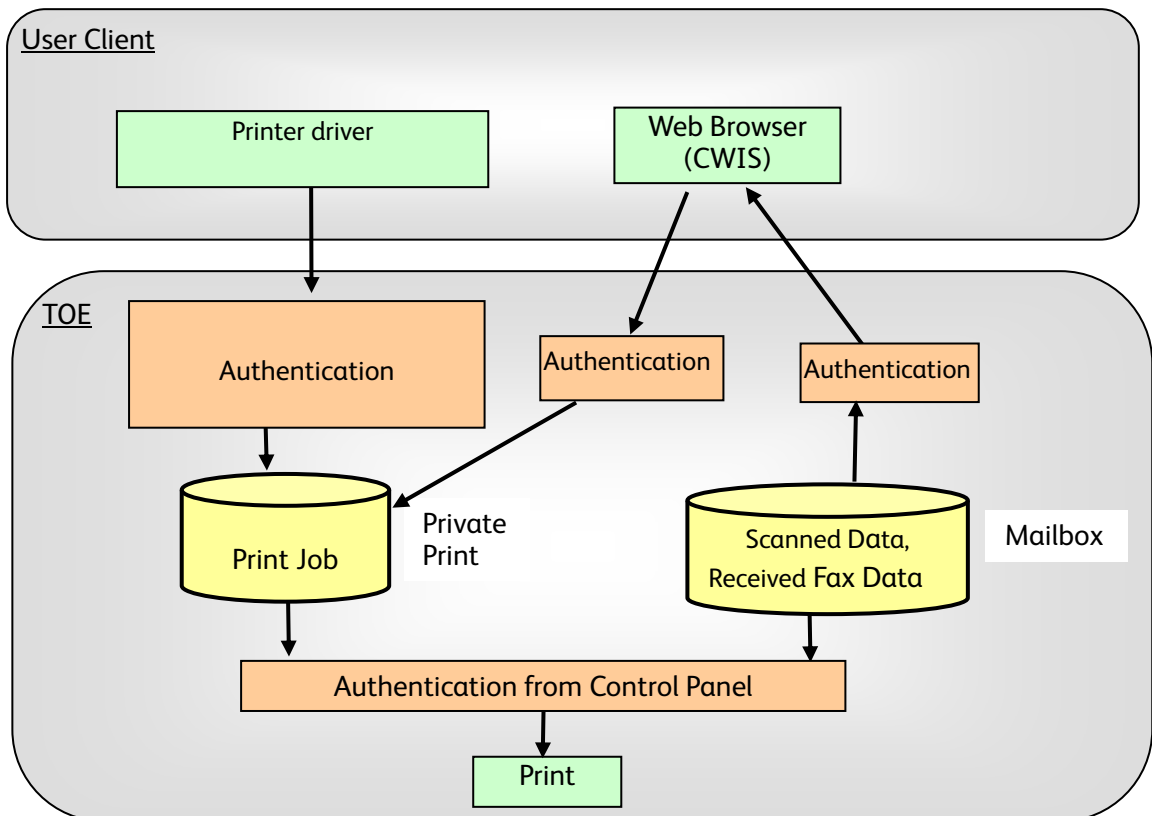 User Client
Printer driver
Web Browser
(CWIS)
TOE
Authentication
Authentication
Authentication
Print Job
Private
Print
Scanned Data,
Received Fax Data
Mailbox
Authentication from Control Panel
Print